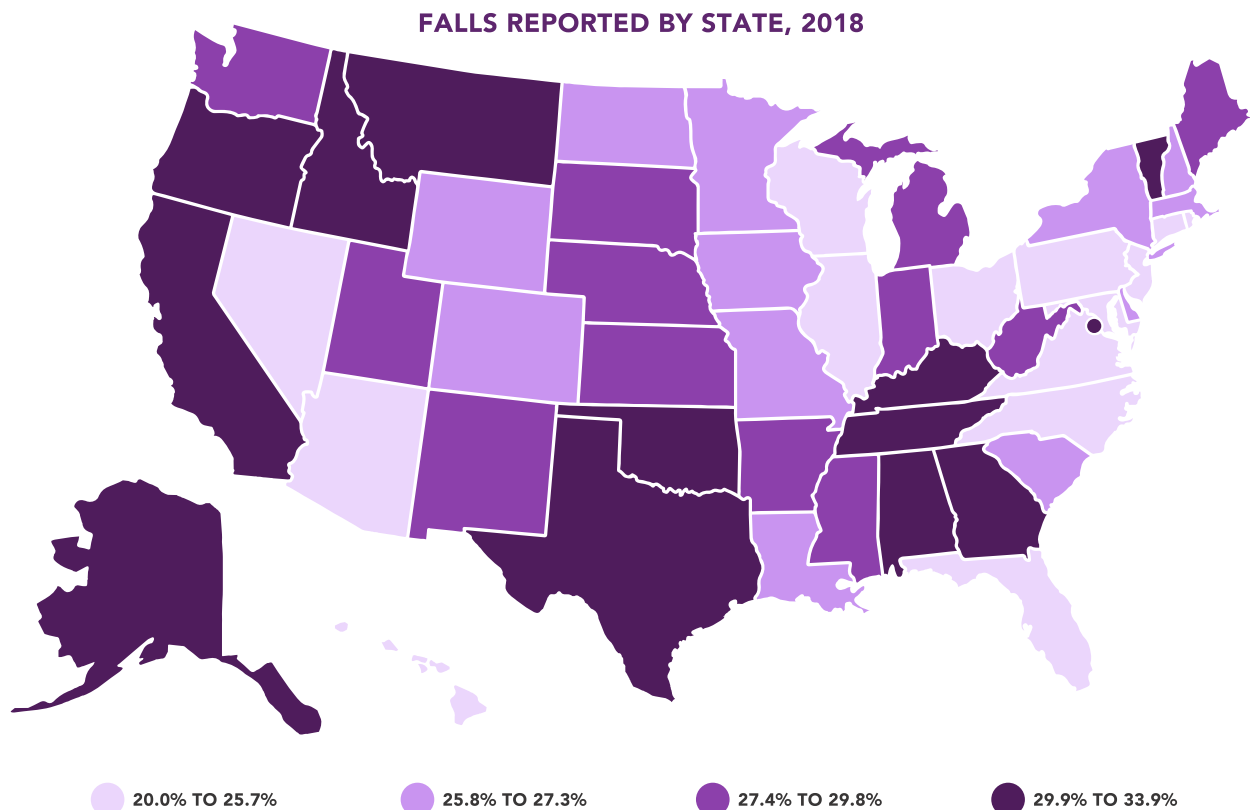 FALLS REPORTED BY STATE, 2018
20.0% TO 25.7%
25.8% TO 27.3%
27.4% TO 29.8%
29.9% TO 33.9%